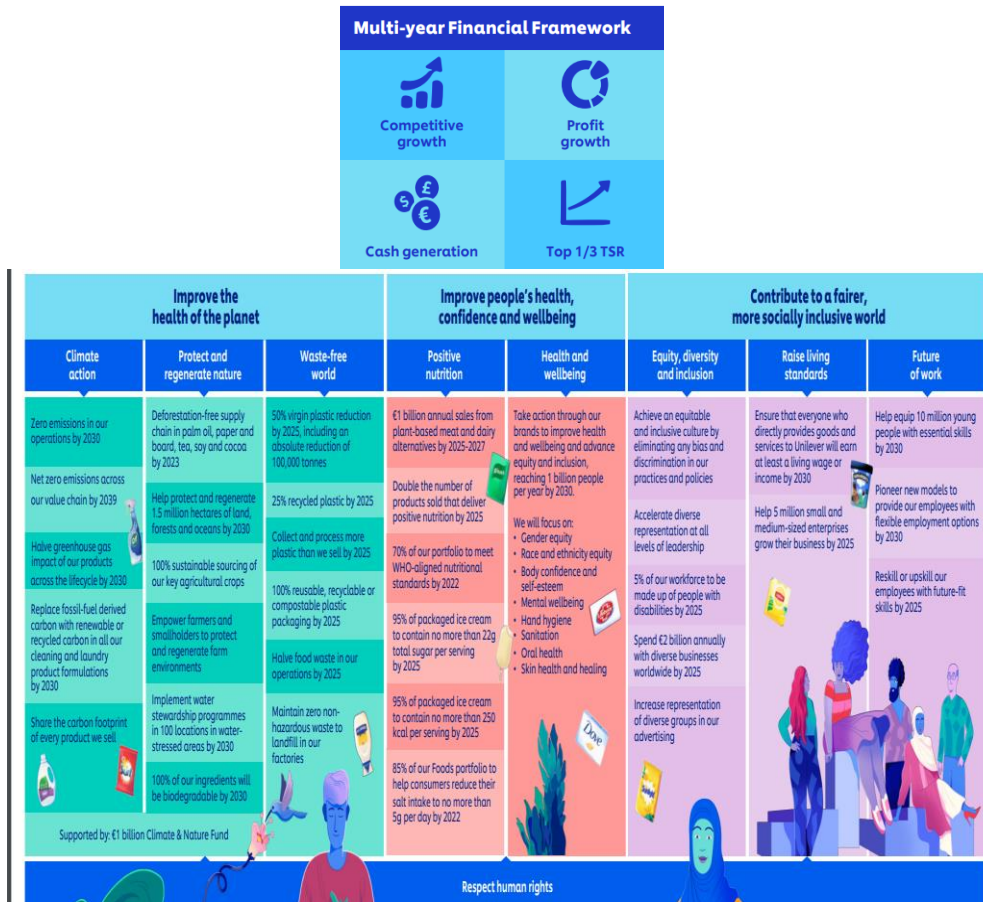 Multi-year Financial Framework
Competitive
growth
Profit
growth
$ £ €
Cash generation
Top 1/3 TSR
Improve the
health of the planet
Improve people's health,
confidence and wellbeing
Contribute to a fairer,
more socially inclusive world
Climate
action
Protect and
regenerate nature
Waste-free
world
Positive
nutrition
Health and
wellbeing
Equity, diversity
and inclusion
Raise living
standards
Future
of work
Zero emissions in our
operations by 2030
Net zero emissions across
our value chain by 2039
Halve greenhouse gas
impact of our products
across the lifecycle by 2030
Replace fossil-fuel derived
carbon with renewable or
recycled carbon in all our
cleaning and laundry
product formulations
by 2030
Share the carbon footprint
of every product we sell
Deforestation-free supply
chain in palm oil, paper and
board, tea, soy and cocoa
by 2023
Help protect and regenerate
1.5 million hectares of land,
forests and oceans by 2030
100% sustainable sourcing of
our key agricultural crops
Empower farmers and
smallholders to protect
and regenerate farm
environments
Implement water
stewardship programmes
in 100 locations in water-
stressed areas by 2030
100% of our ingredients will
be biodegradable by 2030
Supported by: €1 billion Climate & Nature Fund
50% virgin plastic reduction
by 2025, including an
absolute reduction of
100,000 tonnes
25% recycled plastic by 2025
Collect and process more
plastic than we sell by 2025
100% reusable, recyclable or
compostable plastic
packaging by 2025
Halve food waste in our
operations by 2025
Maintain zero non-
hazardous waste to
landfill in our
factories
€1 billion annual sales from
plant-based meat and dairy
alternatives by 2025-2027
Double the number of
products sold that deliver
positive nutrition by 2025
70% of our portfolio to meet
WHO-aligned nutritional
standards by 2022
95% of packaged ice cream
to contain no more than 22g
total sugar per serving
by 2025
95% of packaged ice cream
to contain no more than 250
kcal per serving by 2025
85% of our Foods portfolio to
help consumers reduce their
salt intake to no more than
5g per day by 2022
Take action through our
brands to improve health
and wellbeing and advance
equity and inclusion,
reaching 1 billion people
per year by 2030.
We will focus on:
• Gender equity
• Race and ethnicity equity
• Body confidence and
self-esteem
• Mental wellbeing
• Hand hygiene
• Sanitation
• Oral health
• Skin health and healing
Dove
Achieve an equitable
and inclusive culture by
eliminating any bias and
discrimination in our
practices and policies
Accelerate diverse
representation at all
levels of leadership
5% of our workforce to be
made up of people with
disabilities by 2025
Spend €2 billion annually
with diverse businesses
worldwide by 2025
Increase representation
of diverse groups in our
advertising
Ensure that everyone who
directly provides goods and
services to Unilever will earn
at least a living wage or
income by 2030
Help 5 million small and
medium-sized enterprises
grow their business by 2025
Help equip 10 million young
people with essential skills
by 2030
Pioneer new models to
provide our employees with
flexible employment options
by 2030
Reskill or upskill our
employees with future-fit
skills by 2025
Respect human rights